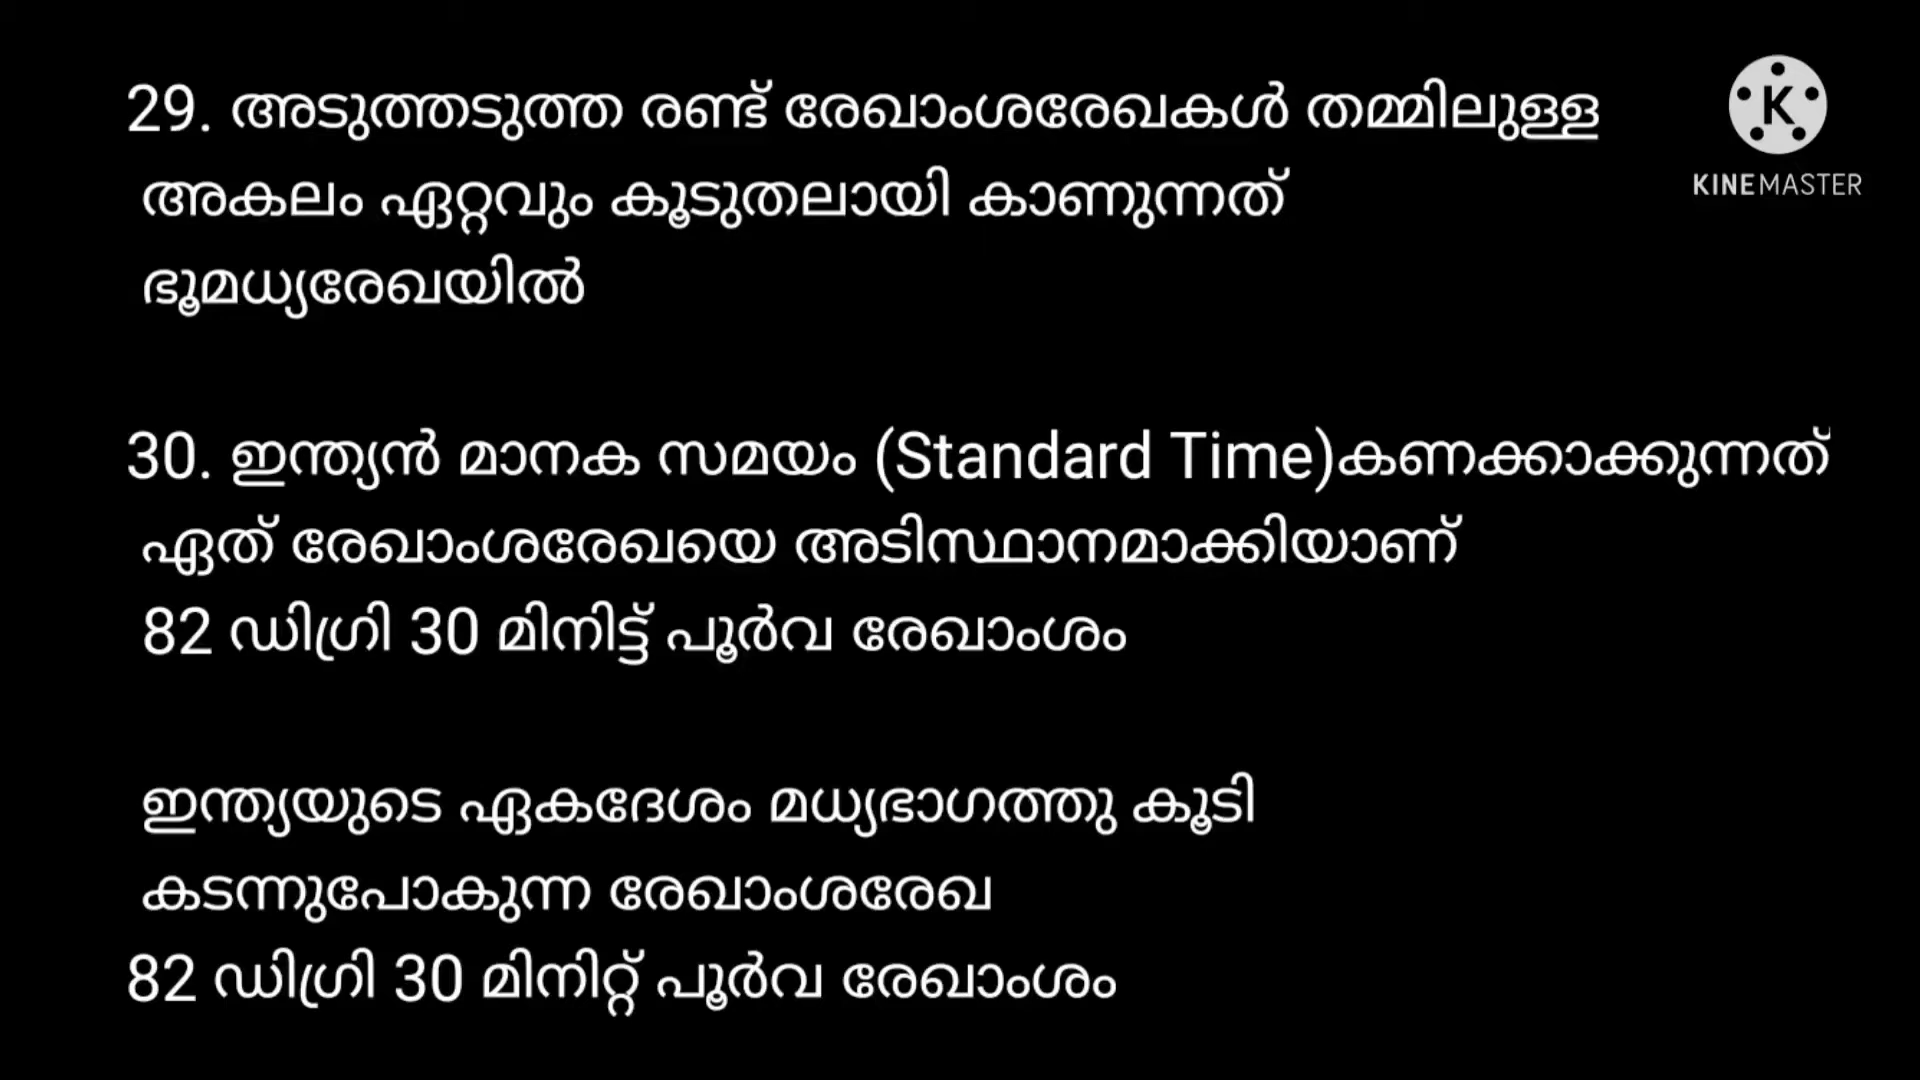 29. അടുത്തടുത്ത രണ്ട് രേഖാംശരേഖകൾ തമ്മിലുള്ള
അകലം ഏറ്റവും കൂടുതലായി കാണുന്നത്
ഭൂമധ്യരേഖയിൽ
30. ഇന്ത്യൻ മാനക സമയം (Standard Time)കണക്കാക്കുന്നത്
ഏത് രേഖാംശരേഖയെ അടിസ്ഥാനമാക്കിയാണ്
82 ഡിഗ്രി 30 മിനിട്ട് പൂർവ രേഖാംശം
ഇന്ത്യയുടെ ഏകദേശം മധ്യഭാഗത്തു കൂടി
കടന്നുപോകുന്ന രേഖാംശരേഖ
82 ഡിഗ്രി 30 മിനിറ്റ് പൂർവ രേഖാംശം
K
KINEMASTER